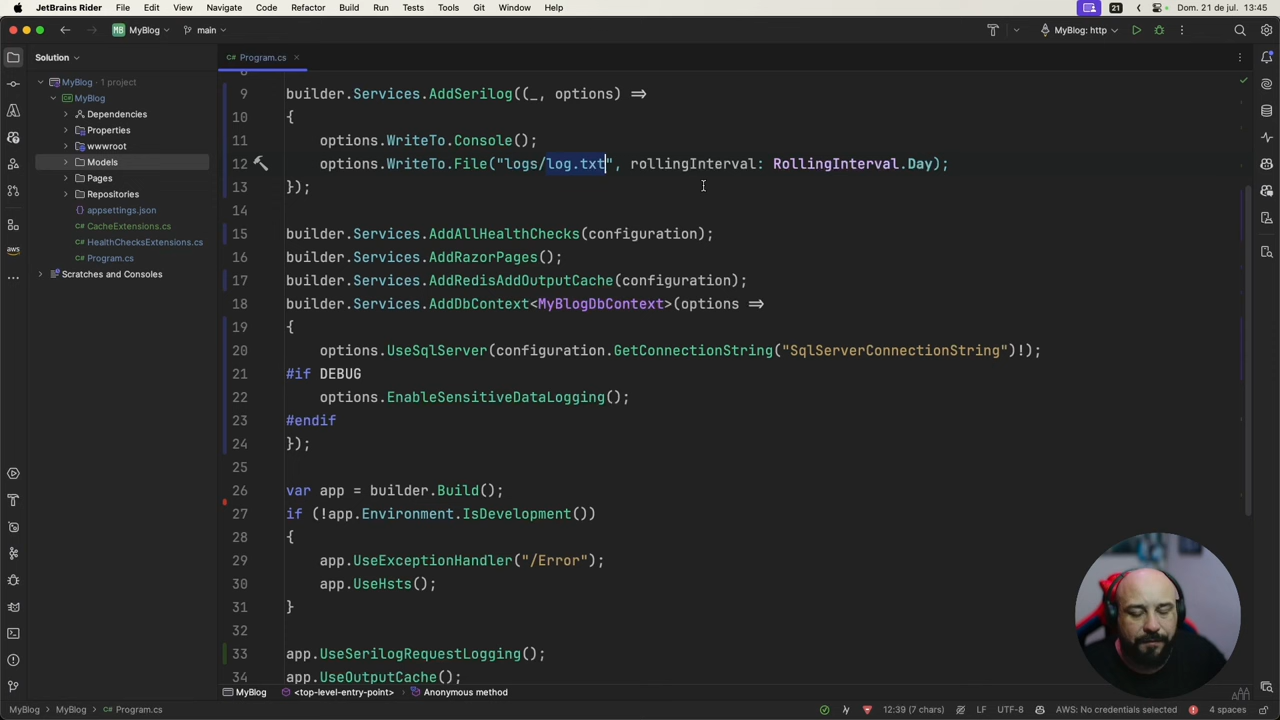 JetBrains Rider File Edit View Navigate Code Refactor Build Run Tests Tools Git Window Help 21 Dom. 21 de jul. 13:45
MB MyBlog main MyBlog: http
Solution C# Program.cs
MyBlog 1 project
MyBlog
Dependencies
Properties
wwwroot
Models
Pages
Repositories
appsettings.json
CacheExtensions.cs
HealthChecksExtensions.cs
Program.cs
Scratches and Consoles
aws
9 builder.Services.AddSerilog((_, options) =>
10 {
11 options.WriteTo.Console();
12 options.WriteTo.File("logs/log.txt", rollingInterval: RollingInterval.Day);
13 });
14
15 builder.Services.AddAllHealthChecks(configuration);
16 builder.Services.AddRazorPages();
17 builder.Services.AddRedisAddOutputCache(configuration);
18 builder.Services.AddDbContext<MyBlogDbContext>(options =>
19 {
20 options.UseSqlServer(configuration.GetConnectionString("SqlServerConnectionString")!);
21 #if DEBUG
22 options.EnableSensitiveDataLogging();
23 #endif
24 });
25
26 var app = builder.Build();
27 if (!app.Environment.IsDevelopment())
28 {
29 app.UseExceptionHandler("/Error");
30 app.UseHsts();
31 }
32
33 app.UseSerilogRequestLogging();
34 app.UseOutputCache();
MyBlog <top-level-entry-point> Anonymous method
MyBlog MyBlog Program.cs 12:39 (7 chars) LF UTF-8 AWS: No credentials selected 4 spaces